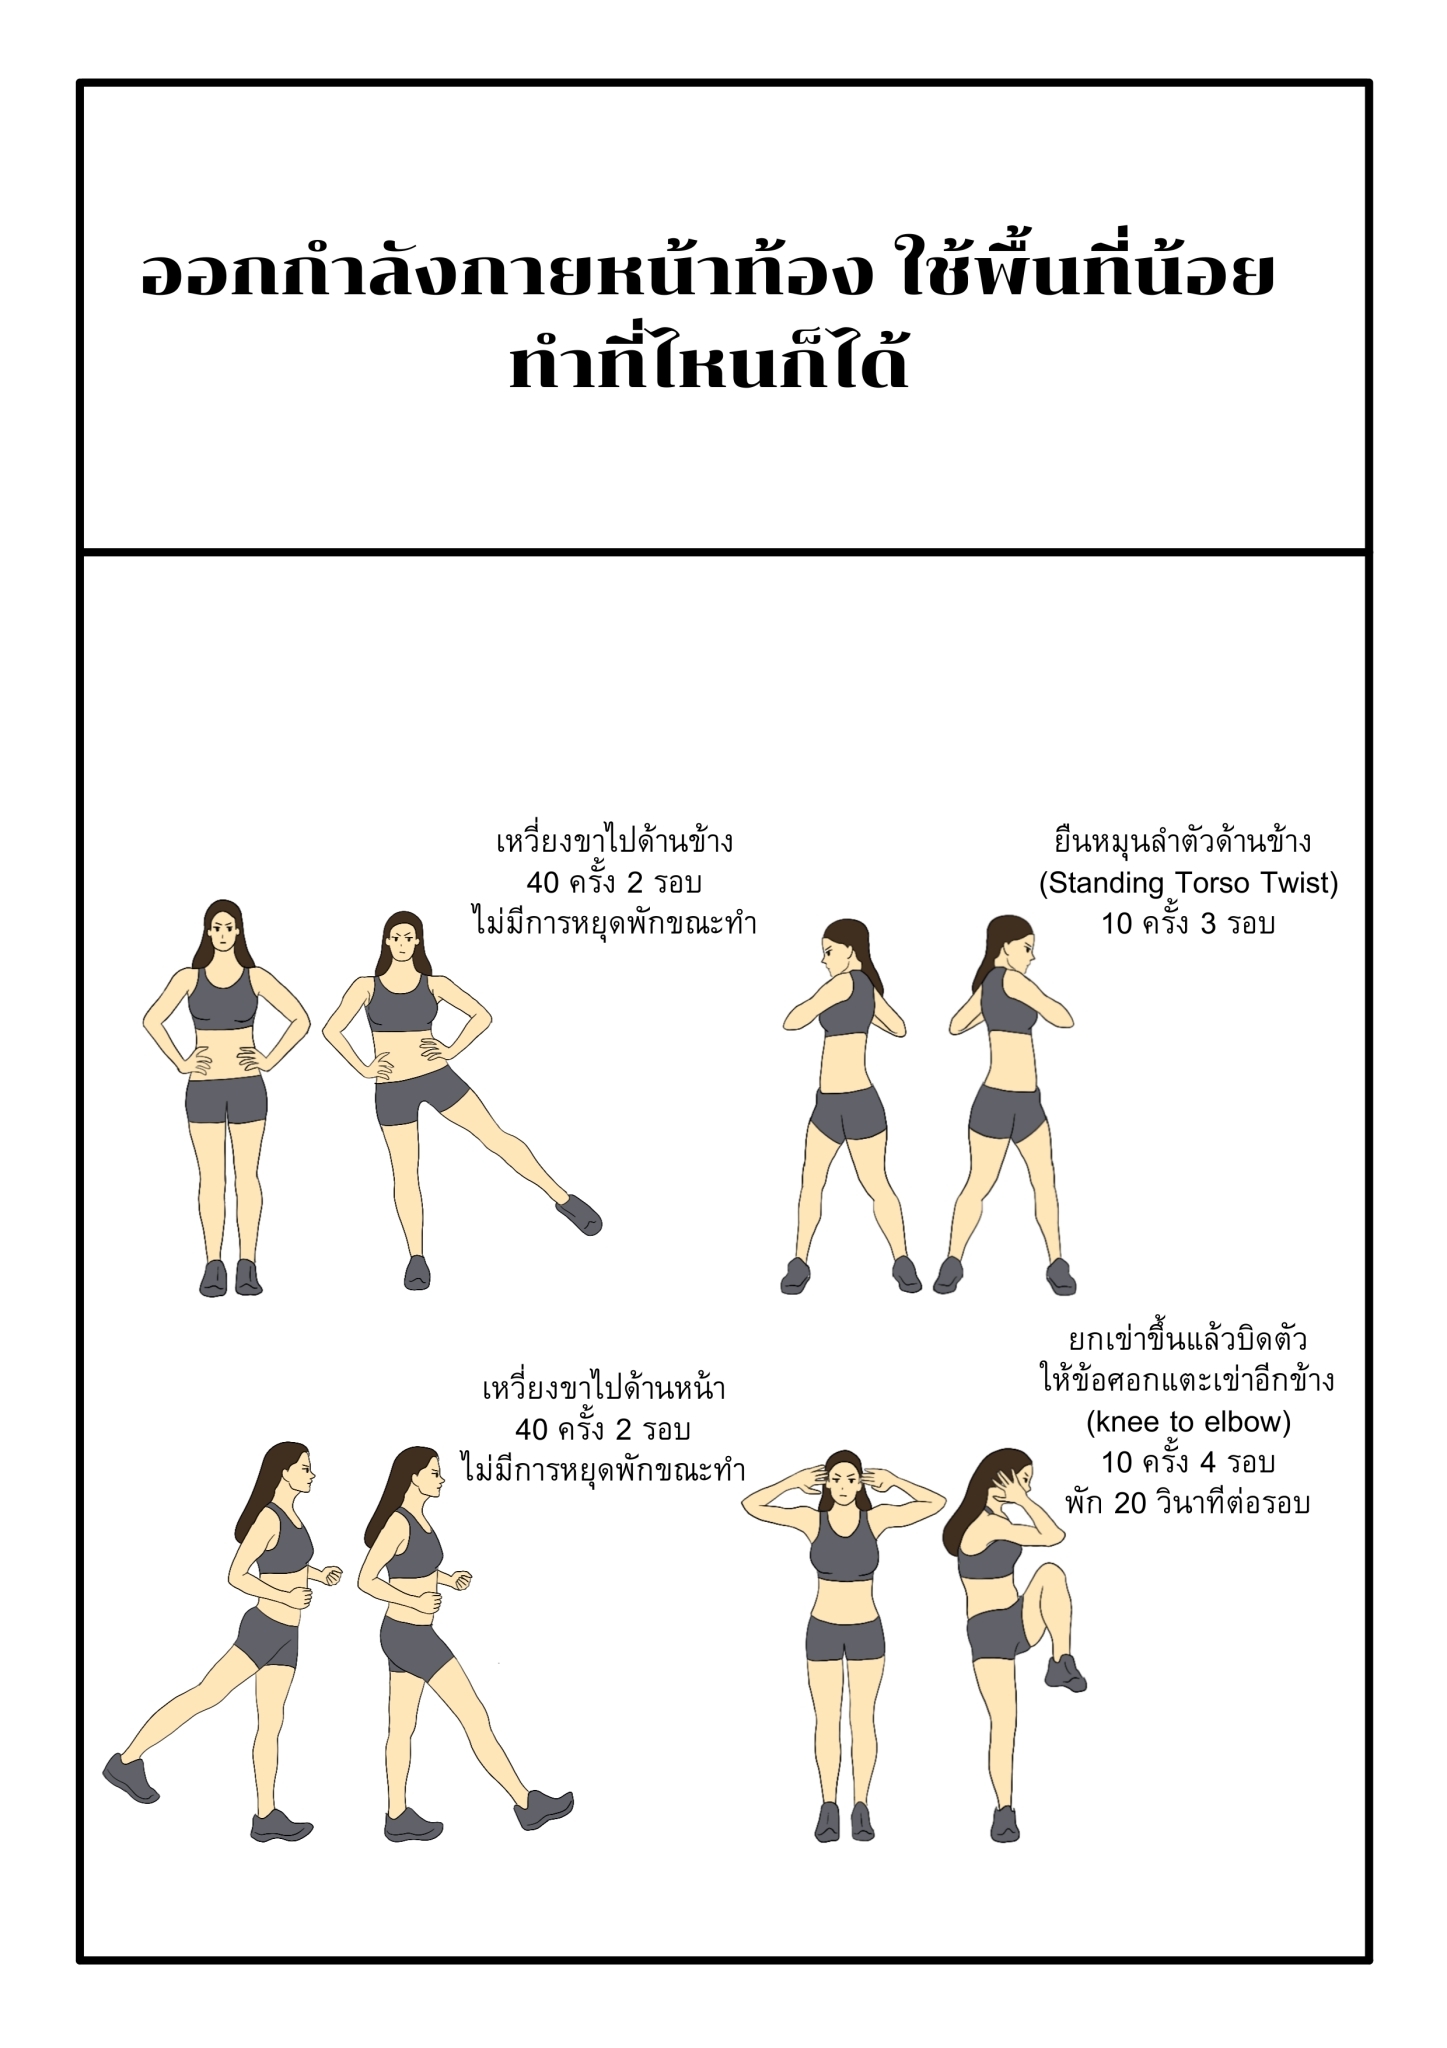 ออกกำลังกายหน้าท้อง ใช้พื้นที่น้อย
ทำที่ไหนก็ได้
เหวี่ยงขาไปด้านข้าง
40 ครั้ง 2 รอบ
ไม่มีการหยุดพักขณะทำ
ยืนหมุนลำตัวด้านข้าง
(Standing Torso Twist)
10 ครั้ง 3 รอบ
เหวี่ยงขาไปด้านหน้า
40 ครั้ง 2 รอบ
ไม่มีการหยุดพักขณะทำ
ยกเข่าขึ้นแล้วบิดตัว
ให้ข้อศอกแตะเข่าอีกข้าง
(knee to elbow)
10 ครั้ง 4 รอบ
พัก 20 วินาทีต่อรอบ